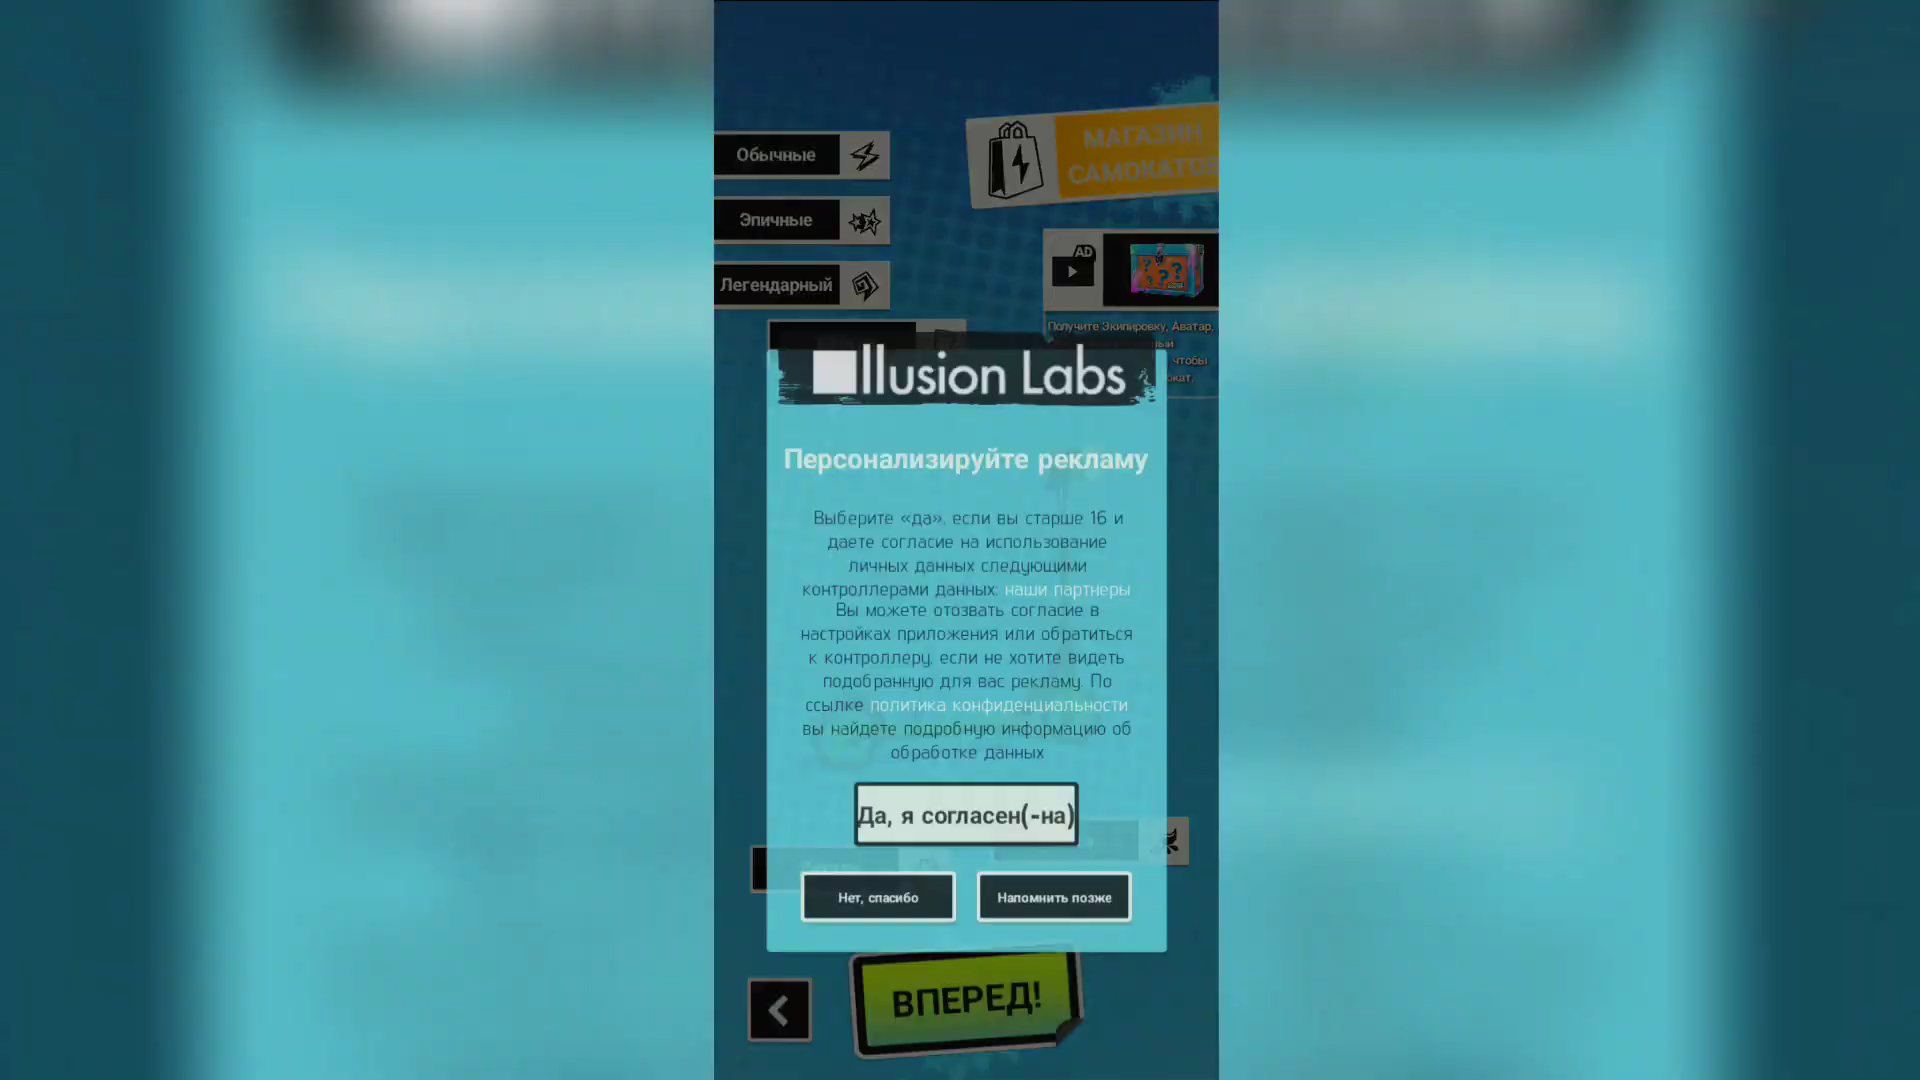 МАГАЗИН
САМОКАТОВ
Обычные
Эпичные
Легендарный
AD
Получите Экипировку, Аватар,
чтобы
Illusion Labs
Персонализируйте рекламу
Выберите «да», если вы старше 16 и
даете согласие на использование
личных данных следующими
контроллерами данных: наши партнеры
Вы можете отозвать согласие в
настройках приложения или обратиться
к контроллеру, если не хотите видеть
подобранную для вас рекламу. По
ссылке политика конфиденциальности
вы найдете подробную информацию об
обработке данных
Да, я согласен(-на)
Нет, спасибо
Напомнить позже
ВПЕРЕД!